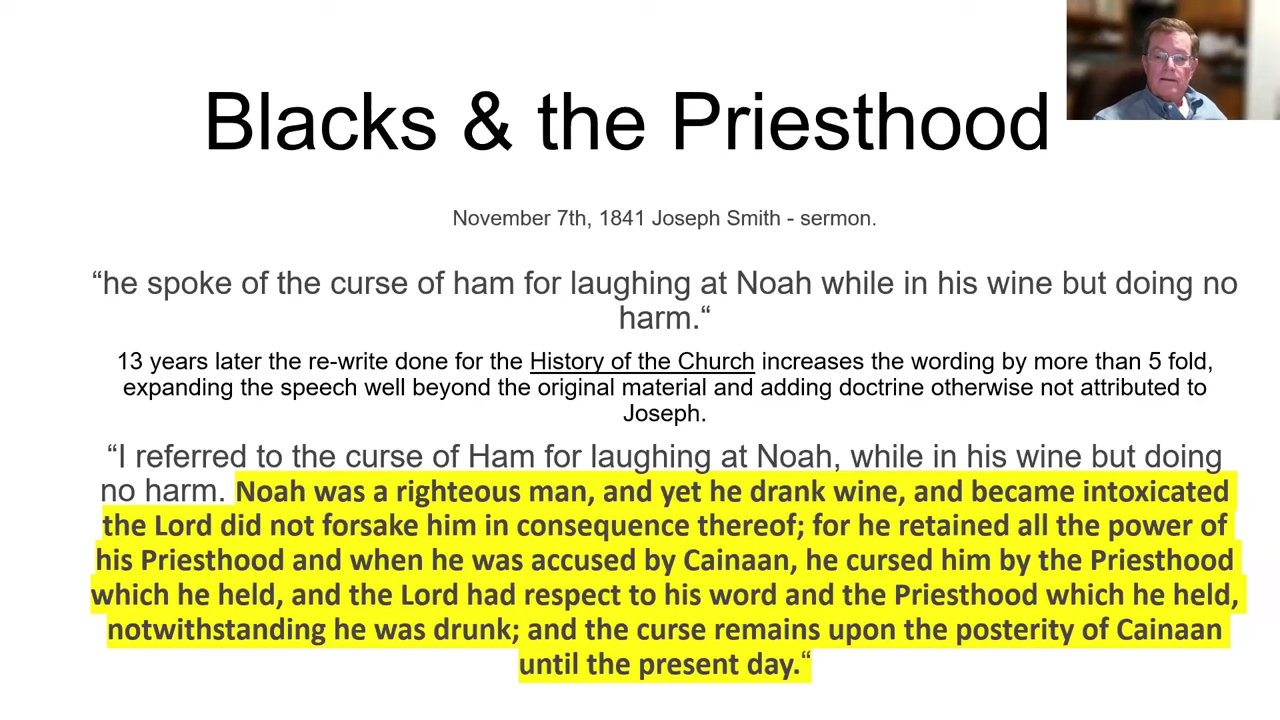 Blacks & the Priesthood
November 7th, 1841 Joseph Smith - sermon.
“he spoke of the curse of ham for laughing at Noah while in his wine but doing no
harm.“
13 years later the re-write done for the History of the Church increases the wording by more than 5 fold,
expanding the speech well beyond the original material and adding doctrine otherwise not attributed to
Joseph.
“I referred to the curse of Ham for laughing at Noah, while in his wine but doing
no harm. Noah was a righteous man, and yet he drank wine, and became intoxicated
the Lord did not forsake him in consequence thereof; for he retained all the power of
his Priesthood and when he was accused by Cainaan, he cursed him by the Priesthood
which he held, and the Lord had respect to his word and the Priesthood which he held,
notwithstanding he was drunk; and the curse remains upon the posterity of Cainaan
until the present day.“